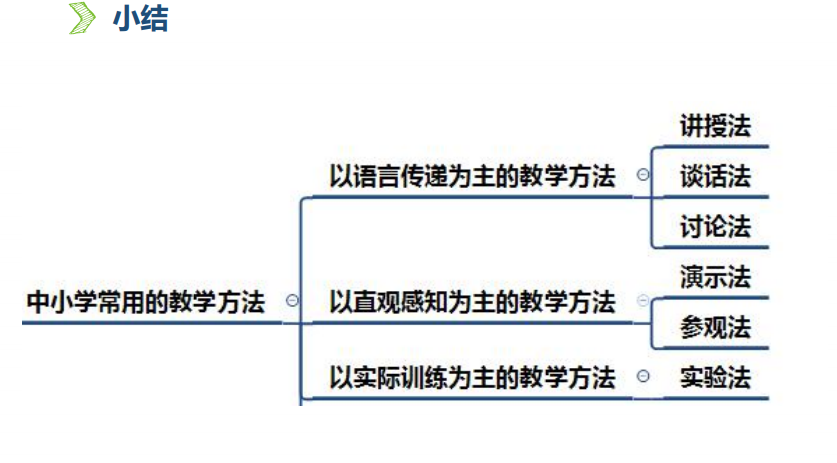 小结
中小学常用的教学方法
以语言传递为主的教学方法
讲授法
谈话法
讨论法
以直观感知为主的教学方法
演示法
参观法
以实际训练为主的教学方法
实验法